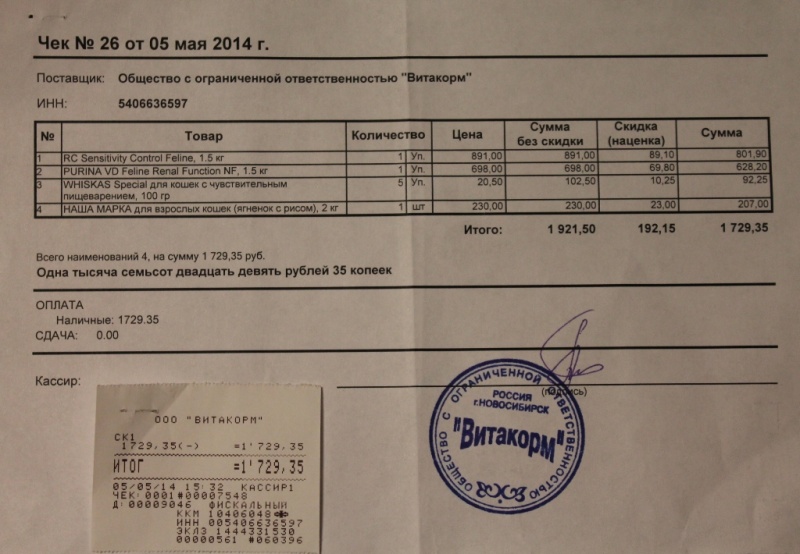 Чек № 26 от 05 мая 2014 г.
Поставщик: Общество с ограниченной ответственностью "Витакорм"
ИНН: 5406636597
№ Товар Количество Цена Сумма без скидки Скидка (наценка) Сумма
1 RC Sensitivity Control Feline, 1.5 кг 1 Уп. 891,00 891,00 89,10 801,90
2 PURINA VD Feline Renal Function NF, 1.5 кг 1 Уп. 698,00 698,00 69,80 628,20
3 WHISKAS Special для кошек с чувствительным 5 Уп. 20,50 102,50 10,25 92,25
пищеварением, 100 гр
4 НАША МАРКА для взрослых кошек (ягненок с рисом), 2 кг 1 шт 230,00 230,00 23,00 207,00
Итого: 1 921,50 192,15 1 729,35
Всего наименований 4, на сумму 1 729,35 руб.
Одна тысяча семьсот двадцать девять рублей 35 копеек
ОПЛАТА
Наличные: 1729.35
СДАЧА: 0.00
Кассир:
(подпись)
ОБЩЕСТВО С ОГРАНИЧЕННОЙ ОТВЕТСТВЕННОСТЬЮ
РОССИЯ
г.НОВОСИБИРСК
"Витакорм"
ООО "ВИТАКОРМ"
СК1
1729,35(-) =1'729,35
ИТОГ =1'729,35
05/05/14 15:32 КАССИР1
ЧЕК: 0001#00007548
Д: 00009046 ФИСКАЛЬНЫЙ
ККМ 10406048
ИНН 005406636597
ЭКЛЗ 1444331530
00000561 #060396